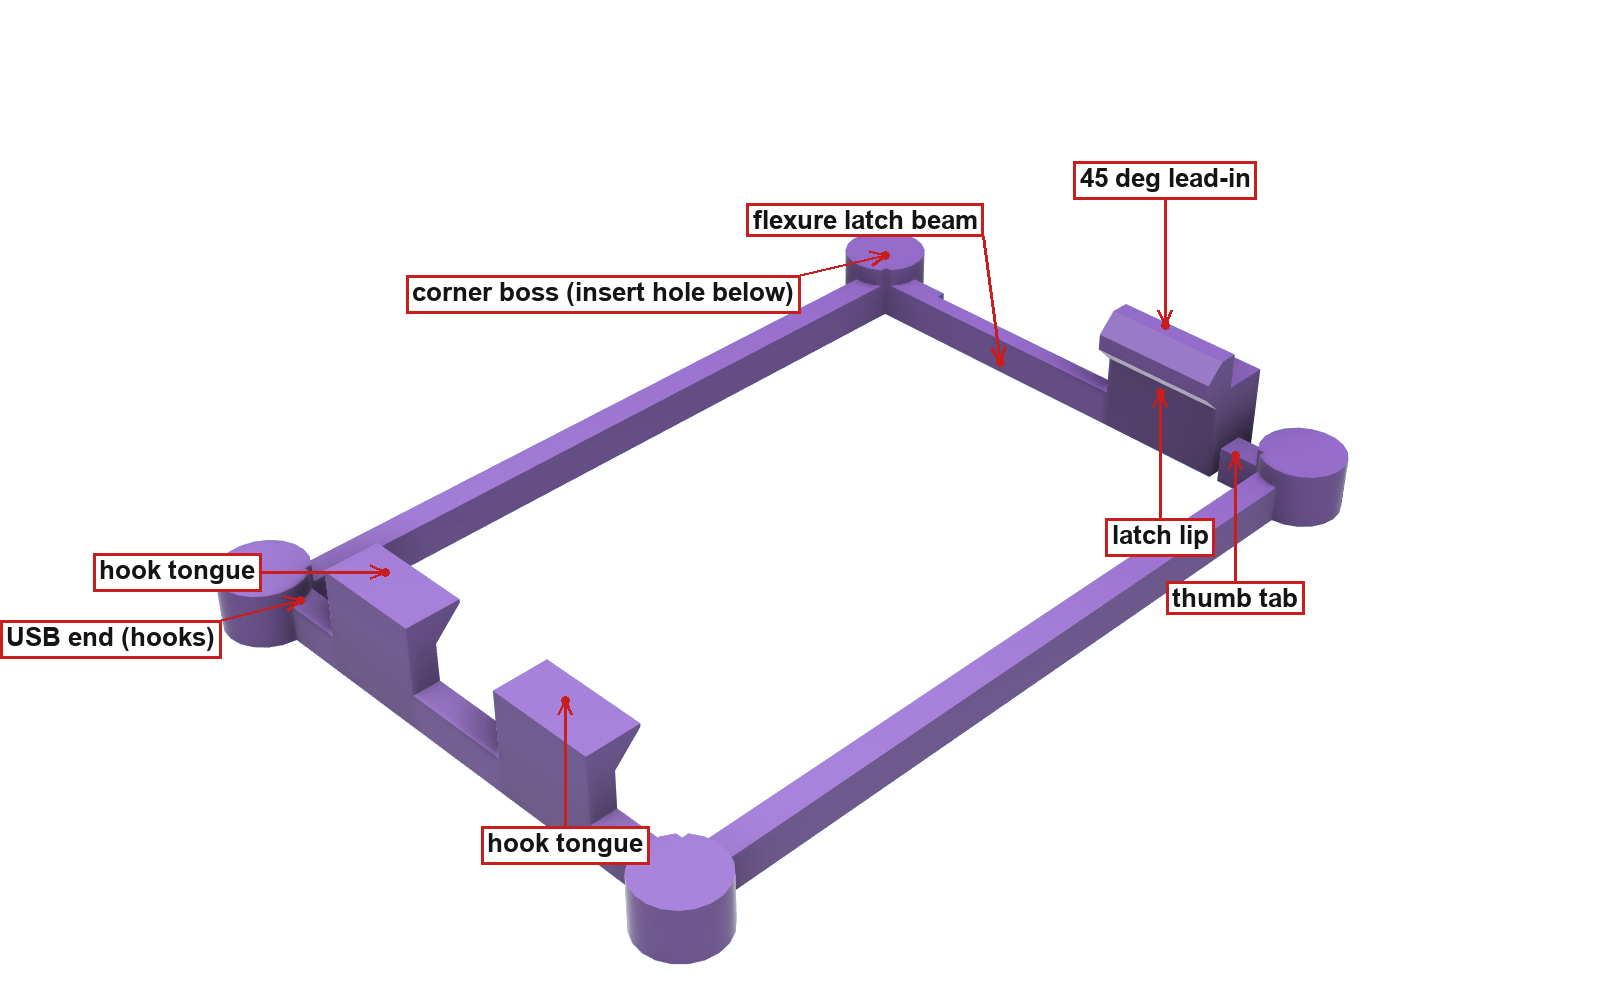 45 deg lead-in
flexure latch beam
corner boss (insert hole below)
latch lip
hook tongue
thumb tab
USB end (hooks)
hook tongue